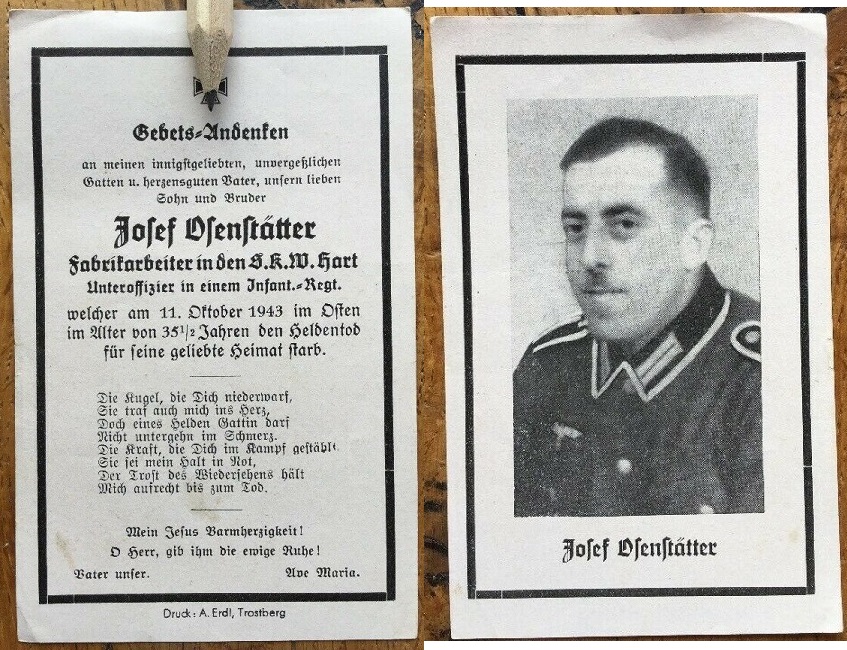 Gebets-Andenken
an meinen innigstgeliebten, unvergeßlichen
Gatten u. herzensguten Vater, unsern lieben
Sohn und Bruder
Josef Osenstätter
Fabrikarbeiter in den S.K.W. Hart
Unteroffizier in einem Infant.-Regt.
welcher am 11. Oktober 1943 im Osten
im Alter von 35½ Jahren den Heldentod
für seine geliebte Heimat starb.
Die Kugel, die Dich niederwarf,
Sie traf auch mich ins Herz,
Doch eines Helden Gattin darf
Nicht untergehn im Schmerz.
Die Kraft, die Dich im Kampf gestählt
Sie sei mein Halt in Not,
Der Trost des Wiedersehens hält
Mich aufrecht bis zum Tod.
Mein Jesus Barmherzigkeit!
O Herr, gib ihm die ewige Ruhe!
Vater unser. Ave Maria.
Druck: A. Erdl, Trostberg
Josef Osenstätter